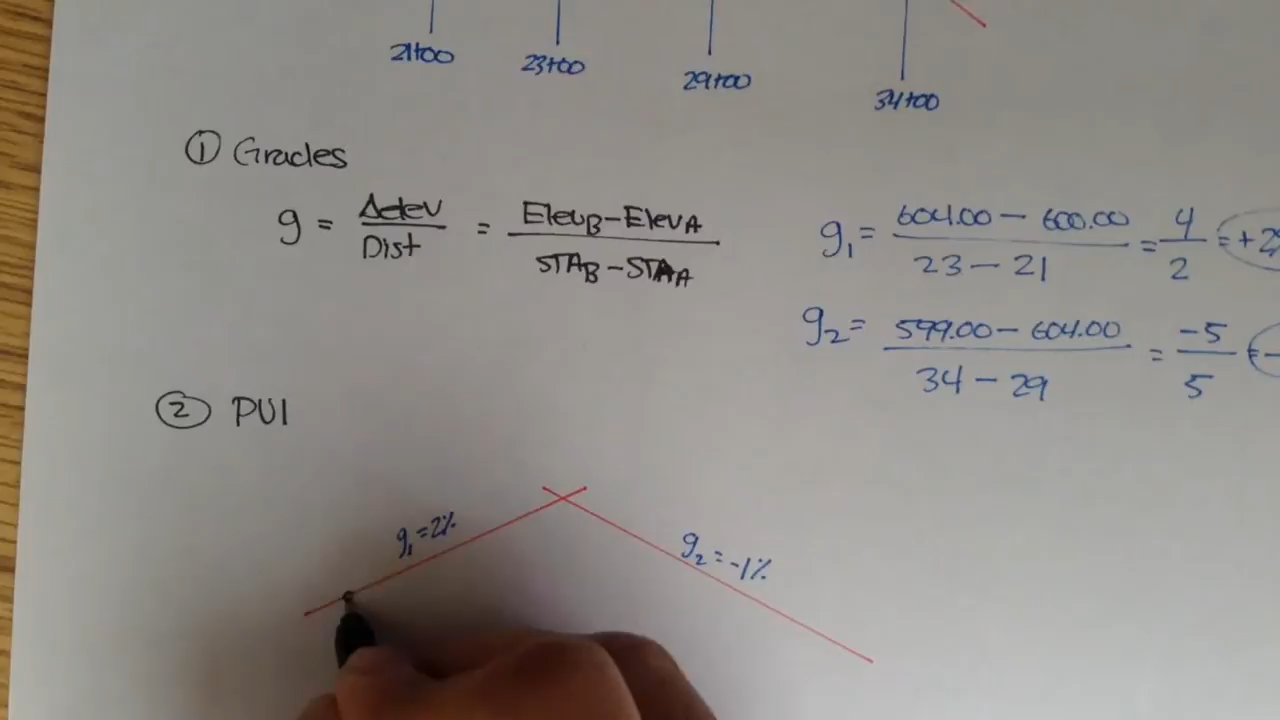 21+00 23+00 29+00 34+00
① Grades
g = Δelev / Dist = ElevB - ElevA / STAB - STAA
g₁ = 604.00 - 600.00 / 23 - 21 = 4 / 2 = +2
g₂ = 599.00 - 604.00 / 34 - 29 = -5 / 5 = -
② PVI
g₁ = 2%
g₂ = -1%